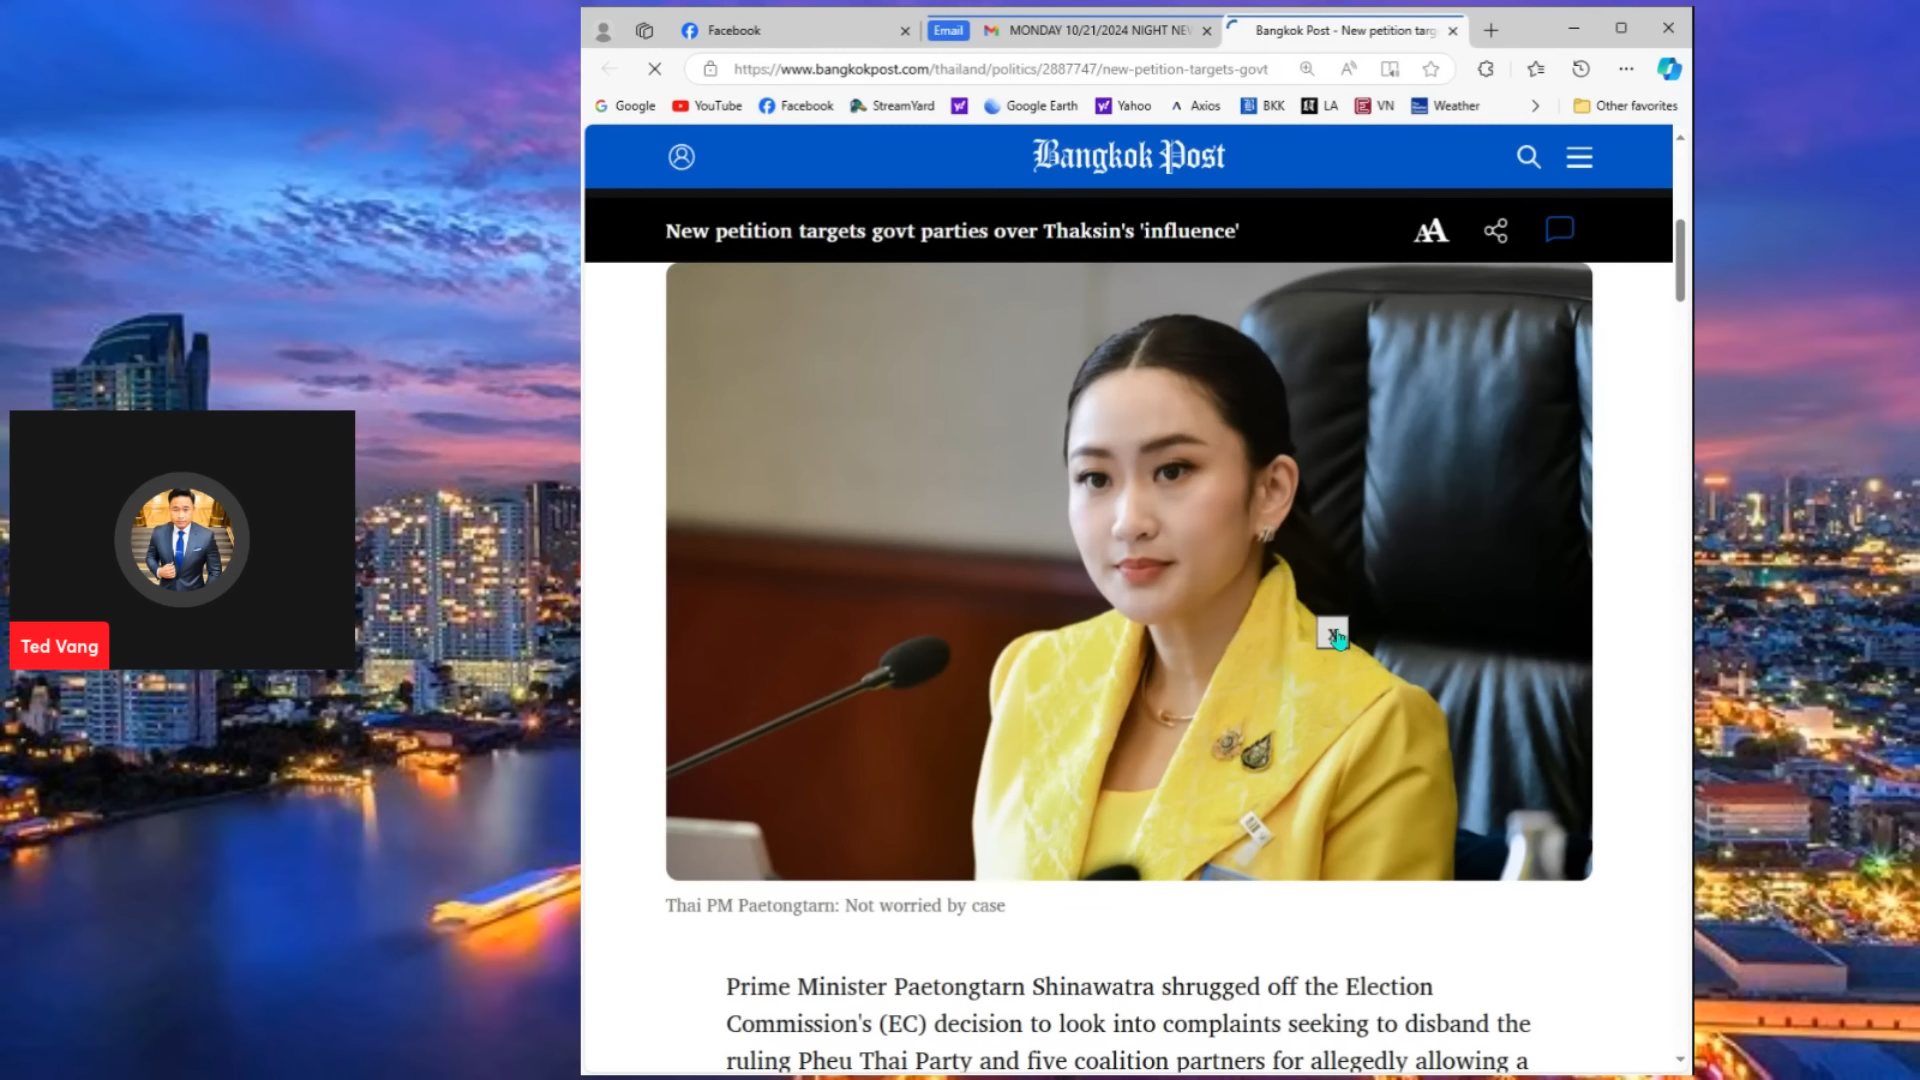 Facebook
Email
MONDAY 10/21/2024 NIGHT NEV
Bangkok Post - New petition targ
https://www.bangkokpost.com/thailand/politics/2887747/new-petition-targets-govt
Google
YouTube
Facebook
StreamYard
Google Earth
Yahoo
Axios
BKK
LA
VN
Weather
Other favorites
Bangkok Post
New petition targets govt parties over Thaksin's 'influence'
AA
X
Ted Vang
Thai PM Paetongtarn: Not worried by case
Prime Minister Paetongtarn Shinawatra shrugged off the Election
Commission's (EC) decision to look into complaints seeking to disband the
ruling Pheu Thai Party and five coalition partners for allegedly allowing a